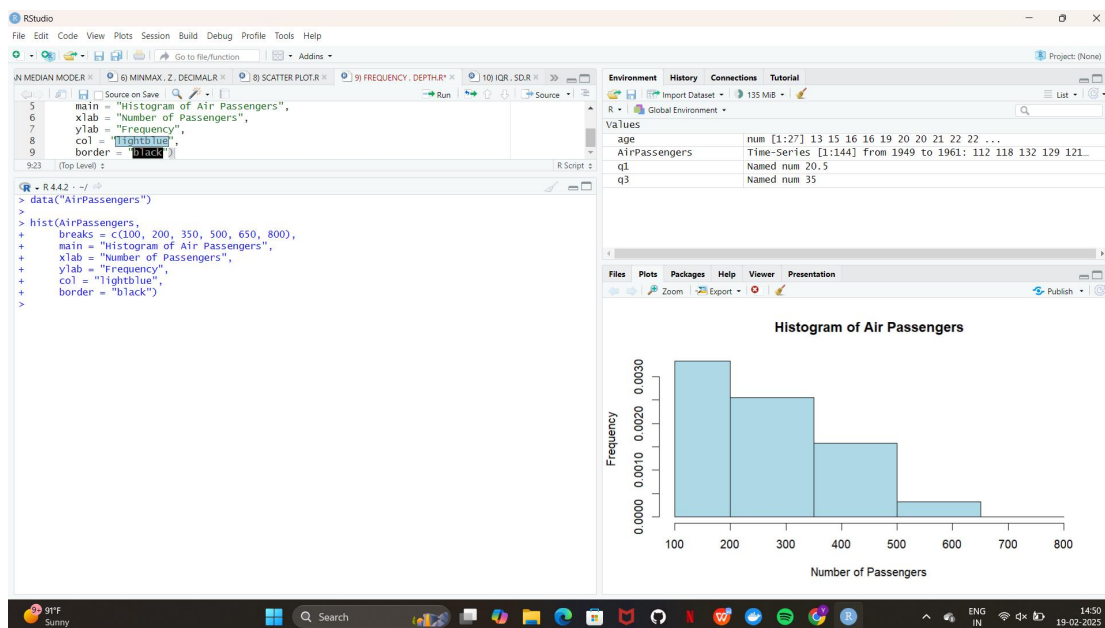 RStudio
File Edit Code View Plots Session Build Debug Profile Tools Help
Go to file/function Addins Project: (None)
AN MEDIAN MODE.R 6) MINMAX , Z , DECIMAL.R 8) SCATTER PLOT.R 9) FREQUENCY , DEPTH.R* 10) IQR , SD.R
Source on Save Run Source
5 main = "Histogram of Air Passengers",
6 xlab = "Number of Passengers",
7 ylab = "Frequency",
8 col = "lightblue",
9 border = "black")
9:23 (Top Level) R Script
R 4.4.2 · ~/
> data("AirPassengers")
>
> hist(AirPassengers,
+ breaks = c(100, 200, 350, 500, 650, 800),
+ main = "Histogram of Air Passengers",
+ xlab = "Number of Passengers",
+ ylab = "Frequency",
+ col = "lightblue",
+ border = "black")
>
Environment History Connections Tutorial
Import Dataset 135 MiB List
R Global Environment
Values
age num [1:27] 13 15 16 16 19 20 20 21 22 22 ...
AirPassengers Time-Series [1:144] from 1949 to 1961: 112 118 132 129 121…
q1 Named num 20.5
q3 Named num 35
Files Plots Packages Help Viewer Presentation
Zoom Export Publish
Histogram of Air Passengers
Frequency
0.0000 0.0010 0.0020 0.0030
100 200 300 400 500 600 700 800
Number of Passengers
9+ 91°F
Sunny
Search
ENG
IN
14:50
19-02-2025